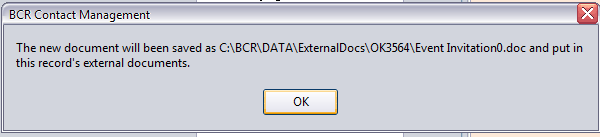 BCR Contact Management
The new document will been saved as C:\BCR\DATA\ExternalDocs\OK3564\Event Invitation0.doc and put in
this record's external documents.
OK